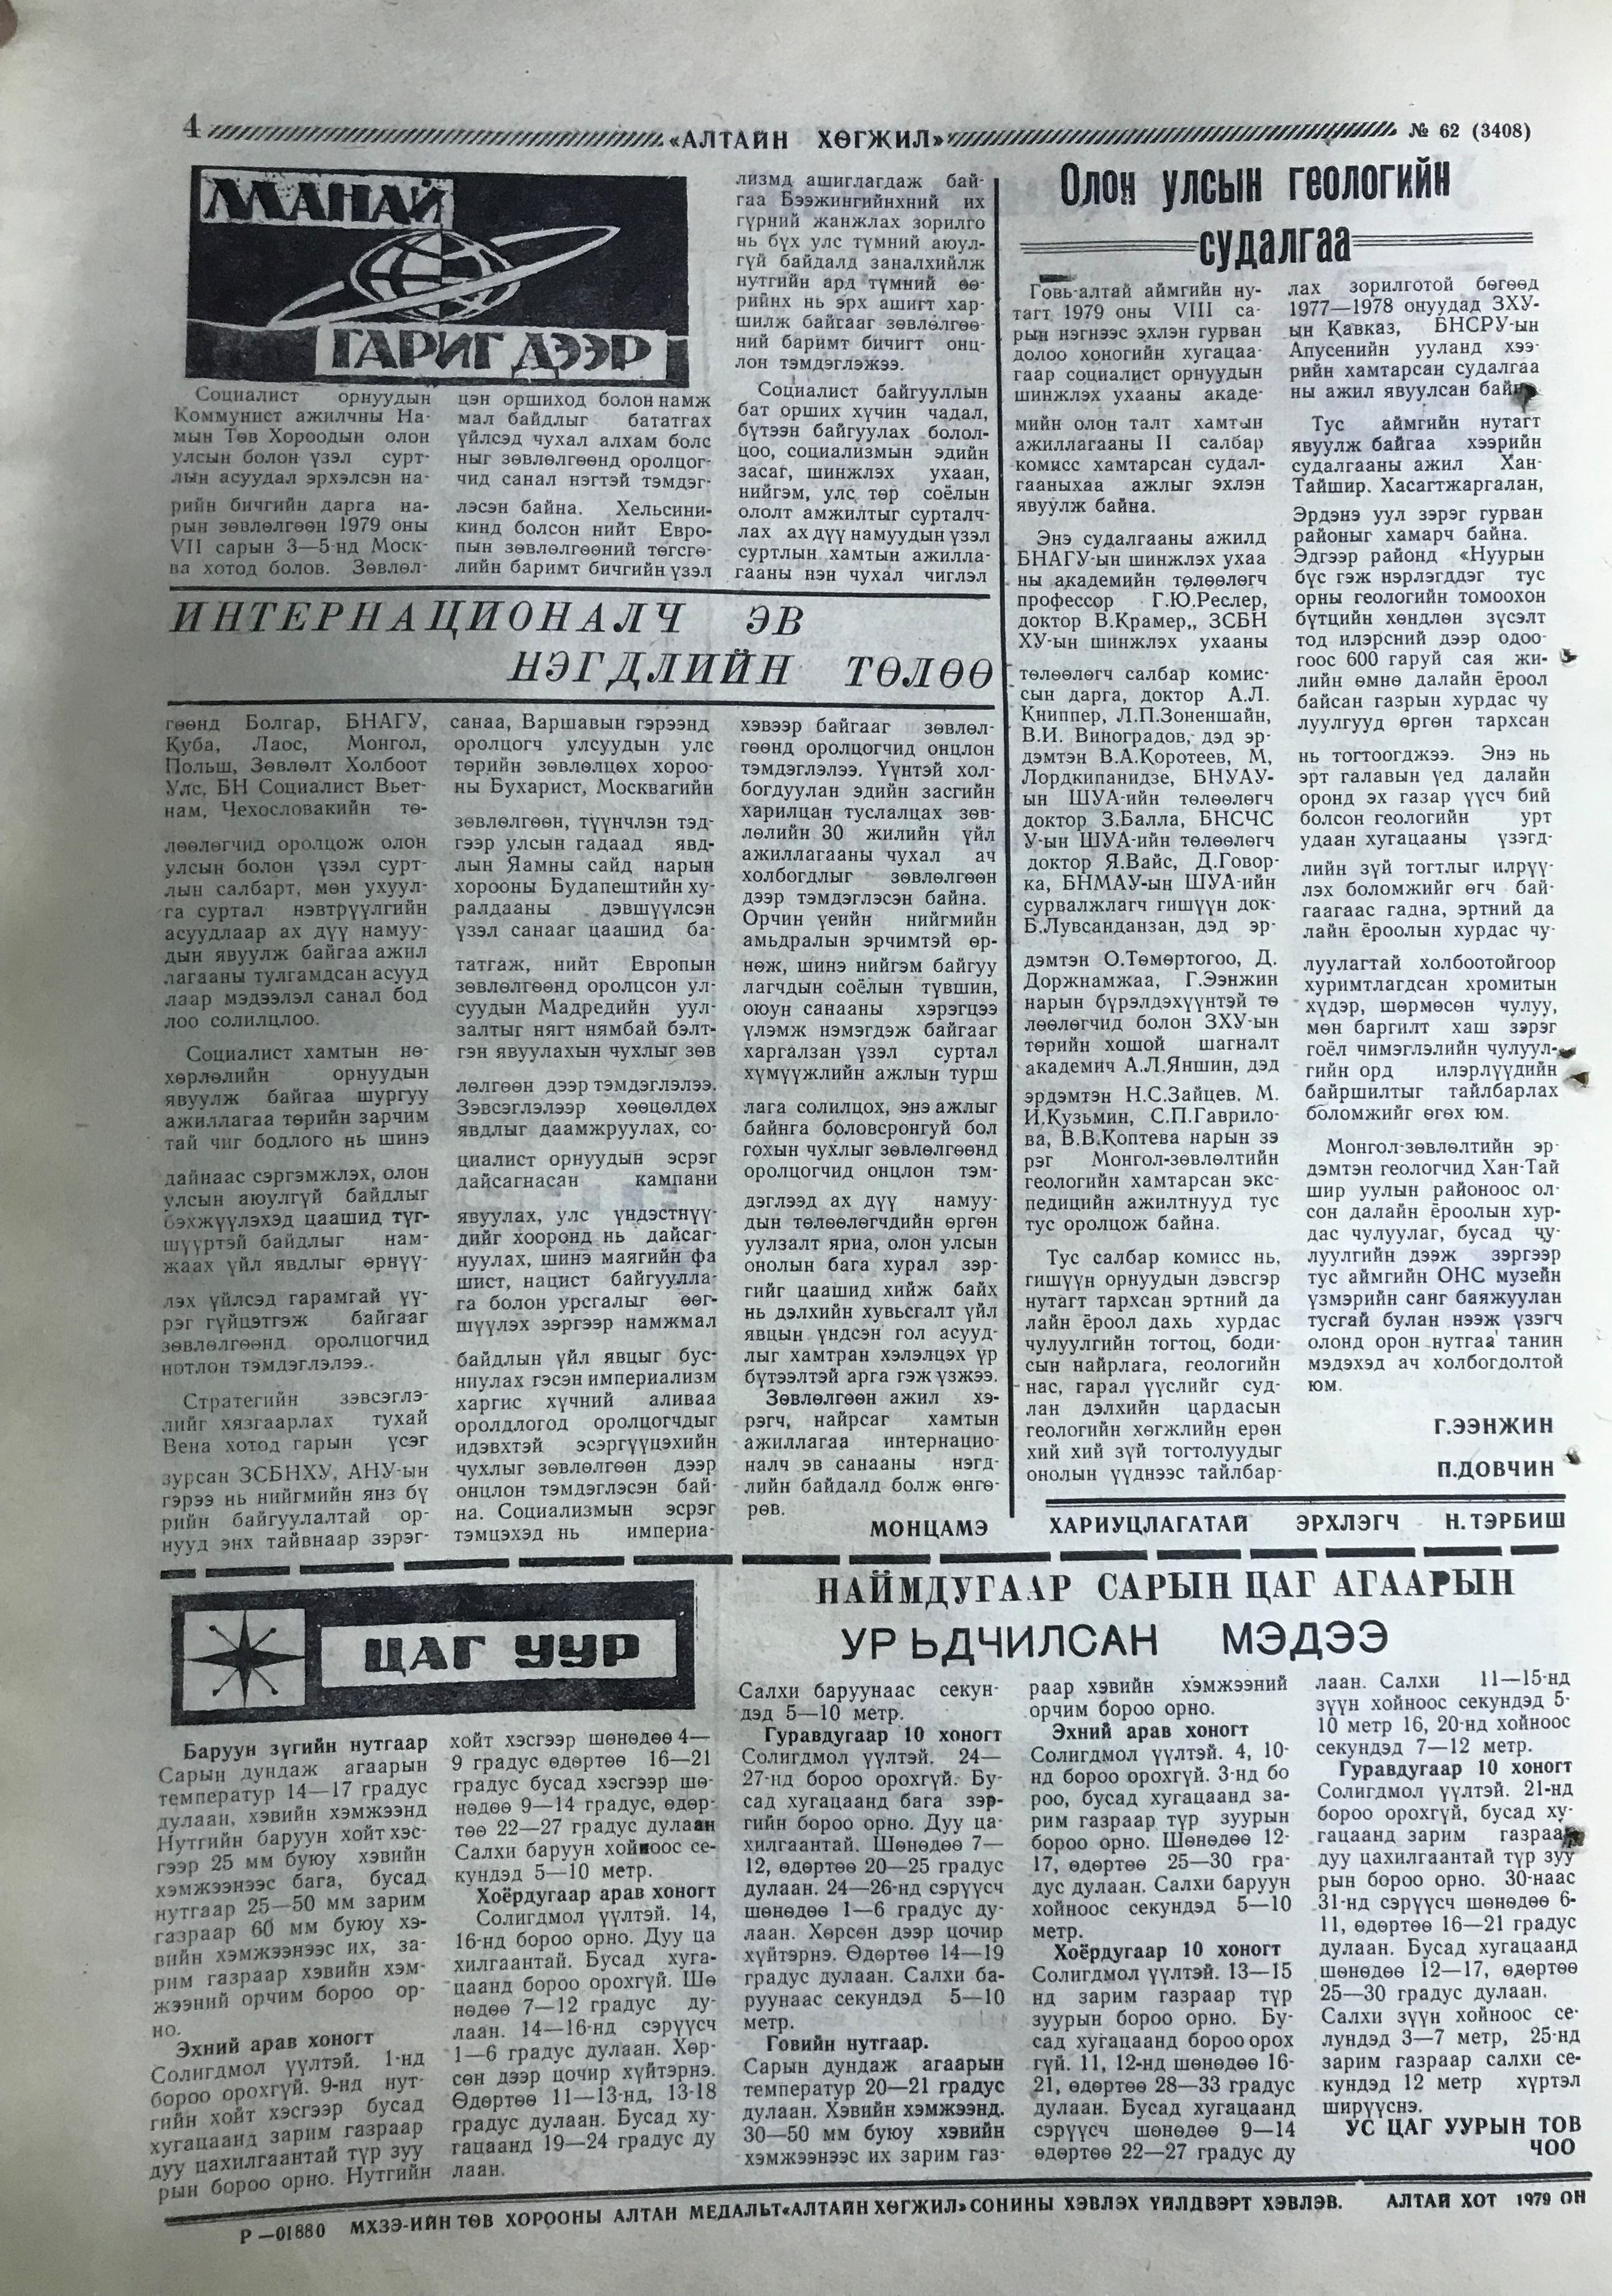 4 «АЛТАЙН ХӨГЖИЛ» № 62 (3408)
МАНАЙ
ГАРИГ ДЭЭР
Социалист орнуудын
Коммунист ажилчны На-
мын Төв Хороодын олон
улсын болон үзэл сурт-
лын асуудал эрхэлсэн на-
рийн бичгийн дарга на-
рын зөвлөлгөөн 1979 оны
VII сарын 3—5-нд Моск-
ва хотод болов. Зөвлөл-
цэн оршиход болон намж
мал байдлыг бататгах
үйлсэд чухал алхам болс
ныг зөвлөлгөөнд оролцог-
чид санал нэгтэй тэмдэг-
лэсэн байна. Хельсини-
кинд болсон нийт Евро-
пын зөвлөлгөөний төгсгө-
лийн баримт бичгийн үзэл
лизмд ашиглагдаж бай-
гаа Бээжингийнхний их
гүрний жанжлах зорилго
нь бүх улс түмний аюул-
гүй байдалд заналхийлж
нутгийн ард түмний өө-
рийнх нь эрх ашигт хар-
шилж байгааг зөвлөлгөө-
ний баримт бичигт онц-
лон тэмдэглэжээ.
Социалист байгууллын
бат орших хүчин чадал,
бүтээн байгуулах болол-
цоо, социализмын эдийн
засаг, шинжлэх ухаан,
нийгэм, улс төр соёлын
ололт амжилтыг сурталч-
лах ах дүү намуудын үзэл
суртлын хамтын ажилла-
гааны нэн чухал чиглэл
ИНТЕРНАЦИОНАЛЧ ЭВ
НЭГДЛИЙН ТӨЛӨӨ
гөөнд Болгар, БНАГУ,
Куба, Лаос, Монгол,
Польш, Зөвлөлт Холбоот
Улс, БН Социалист Вьет-
нам, Чехословакийн тө-
лөөлөгчид оролцож олон
улсын болон үзэл сурт-
лын салбарт, мөн ухуул-
га суртал нэвтрүүлгийн
асуудлаар ах дүү наму-
дын явуулж байгаа ажил
лагааны тулгамдсан асууд
лаар мэдээлэл санал бод
лоо солилцлоо.
Социалист хамтын нө-
хөрлөлийн орнуудын
явуулж байгаа шургуу
ажиллагаа төрийн зарчим
тай чиг бодлого нь шинэ
дайнаас сэргэмжлэх, олон
улсын аюулгүй байдлыг
бэхжүүлэхэд цаашид түг-
шүүртэй байдлыг нам-
жаах үйл явдлыг өрнүү-
лэх үйлсэд гарамгай үү-
рэг гүйцэтгэж байгааг
зөвлөлгөөнд оролцогчид
нотлон тэмдэглэлээ.
Стратегийн зэвсэглэ-
лийг хязгаарлах тухай
Вена хотод гарын үсэг
зурсан ЗСБНХУ, АНУ-ын
гэрээ нь нийгмийн янз бү
рийн байгуулалтай ор-
нууд энх тайвнаар зэрэг-
санаа, Варшавын гэрээнд
оролцогч улсуудын улс
төрийн зөвлөлцөх хороо-
ны Бухарист, Москвагийн
зөвлөлгөөн, түүнчлэн тэд-
гээр улсын гадаад явд-
лын Яамны сайд нарын
хорооны Будапештийн ху-
ралдааны дэвшүүлсэн
үзэл санааг цаашид ба-
татгаж, нийт Европын
зөвлөлгөөнд оролцсон ул-
суудын Мадредийн уул-
залтыг нягт нямбай бэлт-
гэн явуулахын чухлыг зөв
лөлгөөн дээр тэмдэглэлээ.
Зэвсэглэлээр хөөцөлдөх
явдлыг даамжруулах, со-
циалист орнуудын эсрэг
дайсагнасан кампани
явуулах, улс үндэстнүү-
дийг хооронд нь дайсаг-
нуулах, шинэ маягийн фа
шист, нацист байгуулла-
га болон урсгалыг өөг-
шүүлэх зэргээр намжмал
байдлын үйл явцыг бус-
ниулах гэсэн империализм
харгис хүчний аливаа
оролдлогод оролцогчдыг
идэвхтэй эсэргүүцэхийн
чухлыг зөвлөлгөөн дээр
онцлон тэмдэглэсэн бай-
на. Социализмын эсрэг
тэмцэхэд нь империа-
хэвээр байгааг зөвлөл-
гөөнд оролцогчид онцлон
тэмдэглэлээ. Үүнтэй хол-
богдуулан эдийн засгийн
харилцан туслалцах зөв-
лөлийн 30 жилийн үйл
ажиллагааны чухал ач
холбогдлыг зөвлөлгөөн
дээр тэмдэглэсэн байна.
Орчин үеийн нийгмийн
амьдралын эрчимтэй өр-
нөж, шинэ нийгэм байгуу
лагчдын соёлын түвшин,
оюун санааны хэрэгцээ
үлэмж нэмэгдэж байгааг
харгалзан үзэл суртал
хүмүүжлийн ажлын турш
лага солилцох, энэ ажлыг
байнга боловсронгуй бол
гохын чухлыг зөвлөлгөөнд
оролцогчид онцлон тэм-
дэглээд ах дүү намуу-
дын төлөөлөгчдийн өргөн
уулзалт яриа, олон улсын
онолын бага хурал зэр-
гийг цаашид хийж байх
нь дэлхийн хувьсгалт үйл
явцын үндсэн гол асууд-
лыг хамтран хэлэлцэх үр
бүтээлтэй арга гэж үзжээ.
Зөвлөлгөөн ажил хэ-
рэгч, найрсаг хамтын
ажиллагаа интернацио-
налч эв санааны нэгд-
лийн байдалд болж өнгө-
рөв.
МОНЦАМЭ
Олон улсын геологийн
судалгаа
Говь-алтай аймгийн ну-
тагт 1979 оны VIII са-
рын нэгнээс эхлэн гурван
долоо хоногийн хугацаа-
гаар социалист орнуудын
шинжлэх ухааны акаде-
мийн олон талт хамтын
ажиллагааны II салбар
комисс хамтарсан судал-
гааныхаа ажлыг эхлэн
явуулж байна.
Энэ судалгааны ажилд
БНАГУ-ын шинжлэх ухаа
ны академийн төлөөлөгч
профессор Г.Ю.Реслер,
доктор В.Крамер,, ЗСБН
ХУ-ын шинжлэх ухааны
төлөөлөгч салбар комис-
сын дарга, доктор А.Л.
Книппер, Л.П.Зоненшайн,
В.И. Виноградов, дэд эр-
дэмтэн В.А.Коротеев, М,
Лордкипанидзе, БНУАУ-
ын ШУА-ийн төлөөлөгч
доктор З.Балла, БНСЧС
У-ын ШУА-ийн төлөөлөгч
доктор Я.Вайс, Д.Говор-
ка, БНМАУ-ын ШУА-ийн
сурвалжлагч гишүүн док-
Б.Лувсанданзан, дэд эр-
дэмтэн О.Төмөртогоо, Д.
Доржнамжаа, Г.Ээнжин
нарын бүрэлдэхүүнтэй тө
лөөлөгчид болон ЗХУ-ын
төрийн хошой шагналт
академич А.Л.Яншин, дэд
эрдэмтэн Н.С.Зайцев. М.
И.Кузьмин, С.П.Гаврило-
ва, В.В.Коптева нарын зэ
рэг Монгол-зөвлөлтийн
геологийн хамтарсан экс-
педицийн ажилтнууд тус
тус оролцож байна.
Тус салбар комисс нь,
гишүүн орнуудын дэвсгэр
нутагт тархсан эртний да
лайн ёроол дахь хурдас
чулуулгийн тогтоц, боди-
сын найрлага, геологийн
нас, гарал үүслийг суд-
лан дэлхийн цардасын
геологийн хөгжлийн ерөн
хий хий зүй тогтолуудыг
онолын үүднээс тайлбар-
лах зорилготой бөгөөд
1977—1978 онуудад ЗХУ-
ын Кавказ, БНСРУ-ын
Апусенийн ууланд хээ-
рийн хамтарсан судалгаа
ны ажил явуулсан байна.
Тус аймгийн нутагт
явуулж байгаа хээрийн
судалгааны ажил Хан-
Тайшир. Хасагтжаргалан,
Эрдэнэ уул зэрэг гурван
районыг хамарч байна.
Эдгээр районд «Нуурын
бүс гэж нэрлэгддэг тус
орны геологийн томоохон
бүтцийн хөндлөн зүсэлт
тод илэрсний дээр одоо-
гоос 600 гаруй сая жи-
лийн өмнө далайн ёроол
байсан газрын хурдас чу
луулгууд өргөн тархсан
нь тогтоогджээ. Энэ нь
эрт галавын үед далайн
оронд эх газар үүсч бий
болсон геологийн урт
удаан хугацааны үзэгд-
лийн зүй тогтлыг илрүү-
лэх боломжийг өгч бай-
гаагаас гадна, эртний да
лайн ёроолын хурдас чу-
луулагтай холбоотойгоор
хуримтлагдсан хромитын
хүдэр, шөрмөсөн чулуу,
мөн баргилт хаш зэрэг
гоёл чимэглэлийн чулуул-
гийн орд илэрлүүдийн
байршилтыг тайлбарлах
боломжийг өгөх юм.
Монгол-зөвлөлтийн эр
дэмтэн геологчид Хан-Тай
шир уулын районоос ол-
сон далайн ёроолын хур-
дас чулуулаг, бусад чу-
луулгийн дээж зэргээр
тус аймгийн ОНС музейн
үзмэрийн санг баяжуулан
тусгай булан нээж үзэгч
олонд орон нутгаа танин
мэдэхэд ач холбогдолтой
юм.
Г.ЭЭНЖИН
П.ДОВЧИН
ХАРИУЦЛАГАТАЙ ЭРХЛЭГЧ Н.ТЭРБИШ
ЦАГ УУР
НАЙМДУГААР САРЫН ЦАГ АГААРЫН
УРЬДЧИЛСАН МЭДЭЭ
Баруун зүгийн нутгаар
Сарын дундаж агаарын
температур 14—17 градус
дулаан, хэвийн хэмжээнд
Нутгийн баруун хойт хэс-
гээр 25 мм буюу хэвийн
хэмжээнээс бага, бусад
нутгаар 25—50 мм зарим
газраар 60 мм буюу хэ-
вийн хэмжээнээс их, за-
рим газраар хэвийн хэм-
жээний орчим бороо ор-
но.
Эхний арав хоногт
Солигдмол үүлтэй. 1-нд
бороо орохгүй. 9-нд нут-
гийн хойт хэсгээр бусад
хугацаанд зарим газраар
дуу цахилгаантай түр зуу
рын бороо орно. Нутгийн
хойт хэсгээр шөнөдөө 4—
9 градус өдөртөө 16—21
градус бусад хэсгээр шө-
нөдөө 9—14 градус, өдөр-
төө 22—27 градус дулаан
Салхи баруун хойноос се-
кундэд 5—10 метр.
Хоёрдугаар арав хоногт
Солигдмол үүлтэй. 14,
16-нд бороо орно. Дуу ца
хилгаантай. Бусад хуга-
цаанд бороо орохгүй. Шө
нөдөө 7—12 градус ду-
лаан. 14—16-нд сэрүүсч
1—6 градус дулаан. Хөр-
сөн дээр цочир хүйтэрнэ.
Өдөртөө 11—13-нд, 13-18
градус дулаан. Бусад ху-
гацаанд 19—24 градус ду
лаан.
Салхи баруунаас секун-
дэд 5—10 метр.
Гуравдугаар 10 хоногт
Солигдмол үүлтэй. 24—
27-нд бороо орохгүй. Бу-
сад хугацаанд бага зэр-
гийн бороо орно. Дуу ца-
хилгаантай. Шөнөдөө 7—
12, өдөртөө 20—25 градус
дулаан. 24—26-нд сэрүүсч
шөнөдөө 1—6 градус ду-
лаан. Хөрсөн дээр цочир
хүйтэрнэ. Өдөртөө 14—19
градус дулаан. Салхи ба-
руунаас секундэд 5—10
метр.
Говийн нутгаар.
Сарын дундаж агаарын
температур 20—21 градус
дулаан. Хэвийн хэмжээнд.
30—50 мм буюу хэвийн
хэмжээнээс их зарим газ-
раар хэвийн хэмжээний
орчим бороо орно.
Эхний арав хоногт
Солигдмол үүлтэй. 4, 10-
нд бороо орохгүй. 3-нд бо
роо, бусад хугацаанд за-
рим газраар түр зуурын
бороо орно. Шөнөдөө 12-
17, өдөртөө 25—30 гра-
дус дулаан. Салхи баруун
хойноос секундэд 5—10
метр.
Хоёрдугаар 10 хоногт
Солигдмол үүлтэй. 13—15
нд зарим газраар түр
зуурын бороо орно. Бу-
сад хугацаанд бороо орох
гүй. 11, 12-нд шөнөдөө 16-
21, өдөртөө 28—33 градус
дулаан. Бусад хугацаанд
сэрүүсч шөнөдөө 9—14
өдөртөө 22—27 градус ду
лаан. Салхи 11—15-нд
зүүн хойноос секундэд 5-
10 метр 16, 20-нд хойноос
секундэд 7—12 метр.
Гуравдугаар 10 хоногт
Солигдмол үүлтэй. 21-нд
бороо орохгүй, бусад ху-
гацаанд зарим газраар
дуу цахилгаантай түр зуу
рын бороо орно. 30-наас
31-нд сэрүүсч шөнөдөө 6-
11, өдөртөө 16—21 градус
дулаан. Бусад хугацаанд
шөнөдөө 12—17, өдөртөө
25—30 градус дулаан.
Салхи зүүн хойноос се-
лундэд 3—7 метр, 25-нд
зарим газраар салхи се-
кундэд 12 метр хүртэл
ширүүснэ.
УС ЦАГ УУРЫН ТОВ
ЧОО
Р—01880 МХЗЭ-ИЙН ТӨВ ХОРООНЫ АЛТАН МЕДАЛЬТ«АЛТАЙН ХӨГЖИЛ»СОНИНЫ ХЭВЛЭХ ҮЙЛДВЭРТ ХЭВЛЭВ. АЛТАЙ ХОТ 1979 ОН